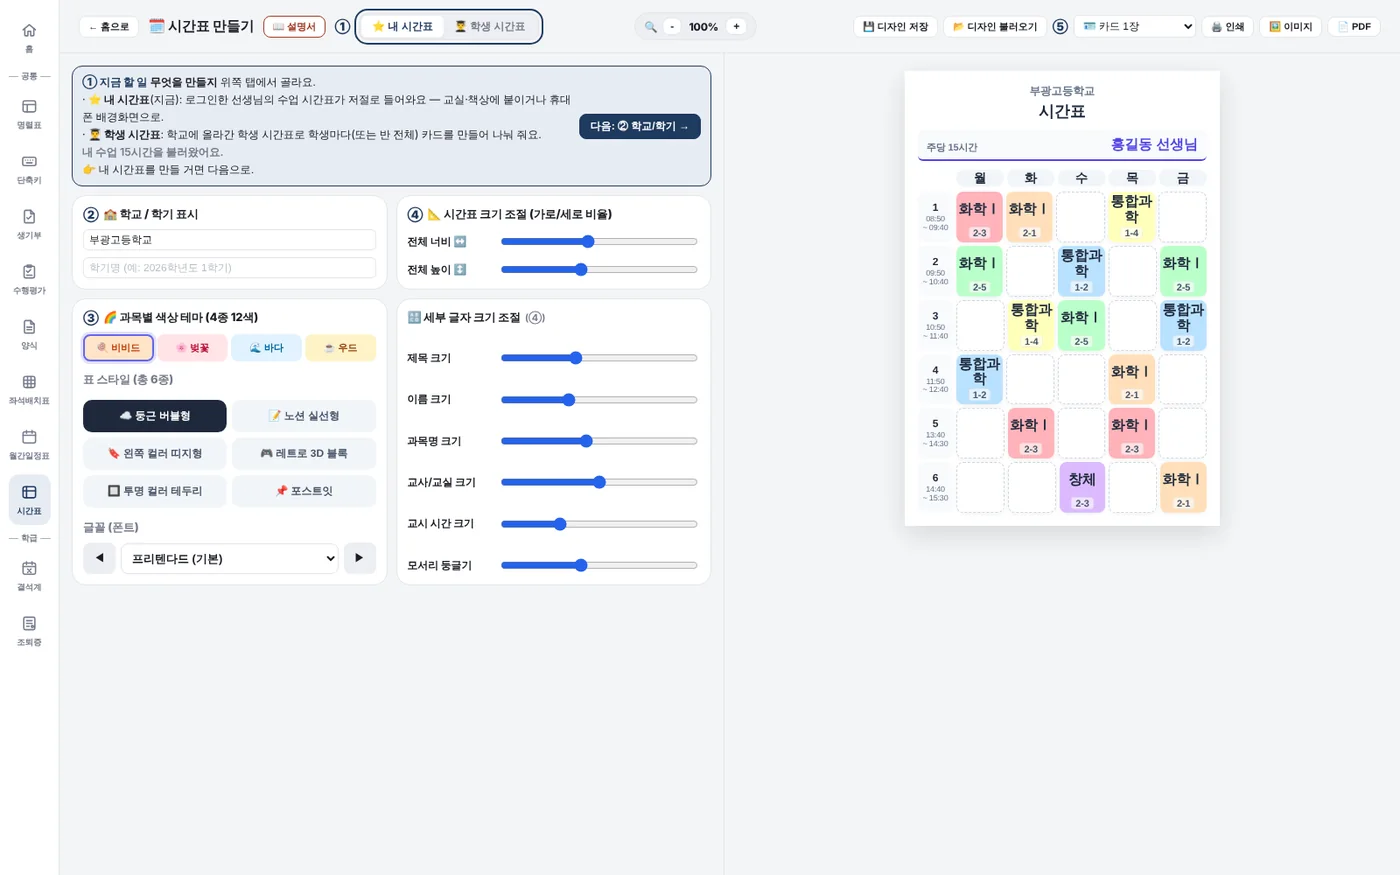 홈
공통
명렬표
단축키
생기부
수행평가
양식
좌석배치표
월간일정표
시간표
학급
결석계
조퇴증
← 홈으로
🗓️ 시간표 만들기
📖 설명서
①
⭐ 내 시간표
👨‍🎓 학생 시간표
🔍 - 100% +
💾 디자인 저장
📂 디자인 불러오기
⑤
🪪 카드 1장
🖨️ 인쇄
🖼️ 이미지
📄 PDF
① 지금 할 일 무엇을 만들지 위쪽 탭에서 골라요.
· ⭐ 내 시간표(지금): 로그인한 선생님의 수업 시간표가 저절로 들어와요 — 교실·책상에 붙이거나 휴대
폰 배경화면으로.
· 👨‍🎓 학생 시간표: 학교에 올라간 학생 시간표로 학생마다(또는 반 전체) 카드를 만들어 나눠 줘요.
내 수업 15시간을 불러왔어요.
👉 내 시간표를 만들 거면 다음으로.
다음: ② 학교/학기 →
② 🏫 학교 / 학기 표시
부광고등학교
학기명 (예: 2026학년도 1학기)
③ 🌈 과목별 색상 테마 (4종 12색)
🍭 비비드
🌸 벚꽃
🌊 바다
☕ 우드
표 스타일 (총 6종)
☁️ 둥근 버블형
📝 노션 실선형
🔖 왼쪽 컬러 띠지형
🎮 레트로 3D 블록
🔲 투명 컬러 테두리
📌 포스트잇
글꼴 (폰트)
◀
프리텐다드 (기본)
▶
④ 📐 시간표 크기 조절 (가로/세로 비율)
전체 너비 ↔️
전체 높이 ↕️
🔠 세부 글자 크기 조절 (④)
제목 크기
이름 크기
과목명 크기
교사/교실 크기
교시 시간 크기
모서리 둥글기
부광고등학교
시간표
주당 15시간
홍길동 선생님
월 화 수 목 금
1
08:50
~ 09:40
화학Ⅰ
2-3
화학Ⅰ
2-1
통합과
학
1-4
2
09:50
~ 10:40
화학Ⅰ
2-5
통합과
학
1-2
화학Ⅰ
2-5
3
10:50
~ 11:40
통합과
학
1-4
화학Ⅰ
2-5
통합과
학
1-2
4
11:50
~ 12:40
통합과
학
1-2
화학Ⅰ
2-1
5
13:40
~ 14:30
화학Ⅰ
2-3
화학Ⅰ
2-3
6
14:40
~ 15:30
창체
2-3
화학Ⅰ
2-1